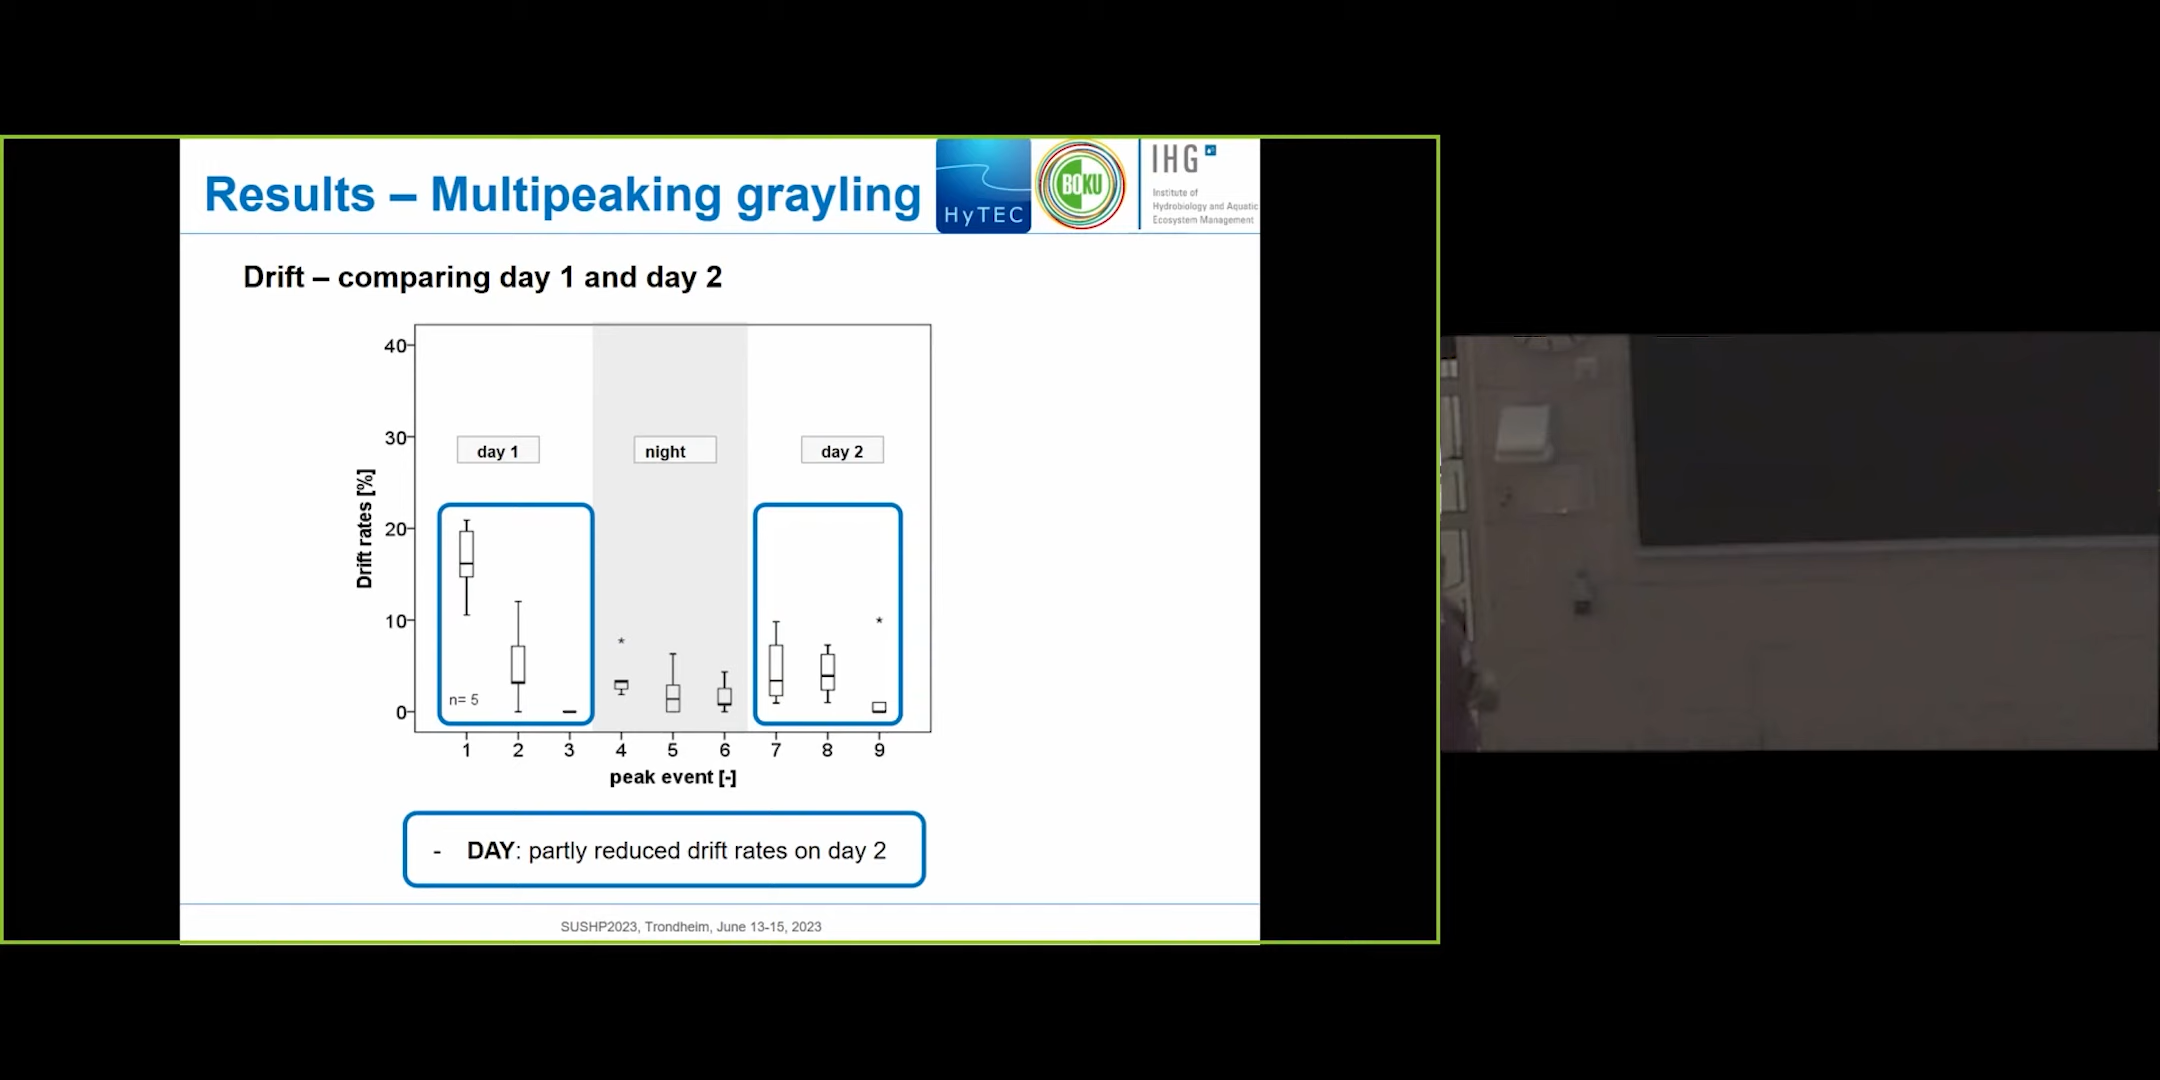 Results – Multipeaking grayling
HyTEC
BOKU
IHG
Institute of
Hydrobiology and Aquatic
Ecosystem Management
Drift – comparing day 1 and day 2
40
30
20
10
0
Drift rates [%]
day 1
night
day 2
*
*
n= 5
1 2 3 4 5 6 7 8 9
peak event [-]
- DAY: partly reduced drift rates on day 2
SUSHP2023, Trondheim, June 13-15, 2023